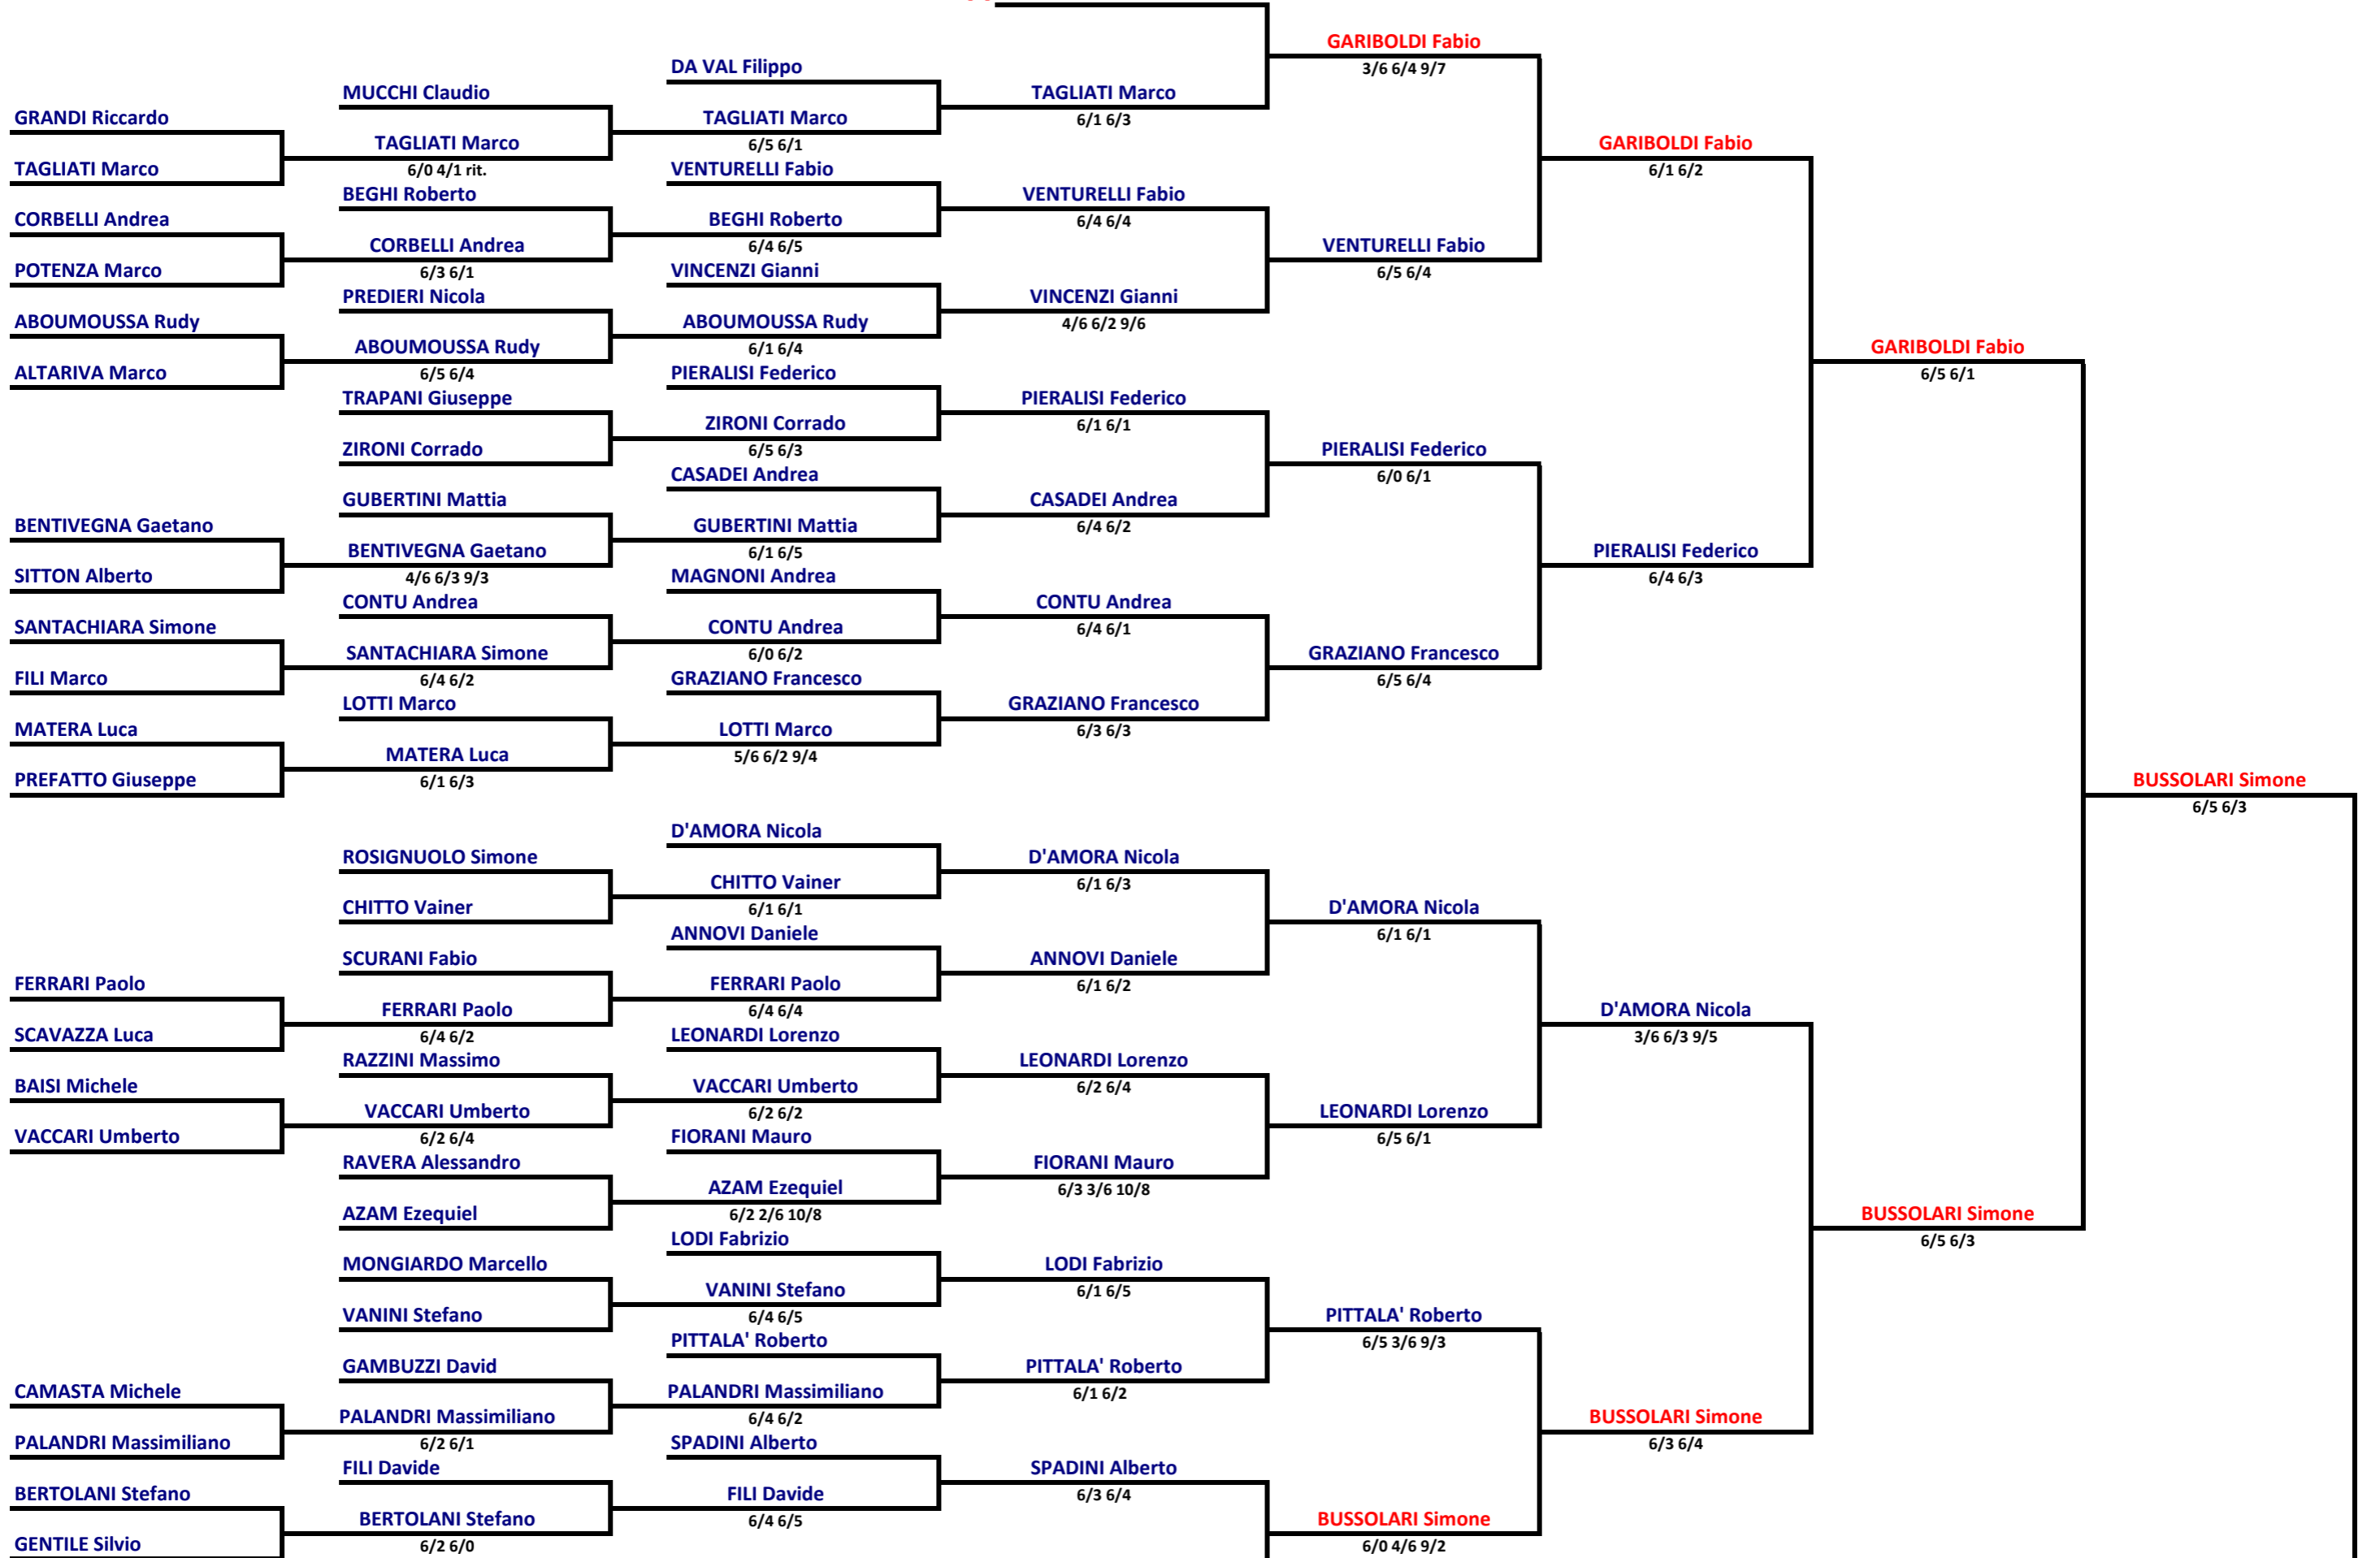 GARIBOLDI Fabio
3/6 6/4 9/7
DA VAL Filippo
MUCCHI Claudio
TAGLIATI Marco
6/1 6/3
GRANDI Riccardo
TAGLIATI Marco
6/5 6/1
TAGLIATI Marco
6/0 4/1 rit.
GARIBOLDI Fabio
6/1 6/2
TAGLIATI Marco
VENTURELLI Fabio
BEGHI Roberto
VENTURELLI Fabio
6/4 6/4
CORBELLI Andrea
BEGHI Roberto
6/4 6/5
CORBELLI Andrea
6/3 6/1
VENTURELLI Fabio
6/5 6/4
POTENZA Marco
VINCENZI Gianni
PREDIERI Nicola
VINCENZI Gianni
4/6 6/2 9/6
ABOUMOUSSA Rudy
ABOUMOUSSA Rudy
6/1 6/4
ABOUMOUSSA Rudy
6/5 6/4
GARIBOLDI Fabio
6/5 6/1
ALTARIVA Marco
PIERALISI Federico
TRAPANI Giuseppe
PIERALISI Federico
6/1 6/1
ZIRONI Corrado
6/5 6/3
ZIRONI Corrado
PIERALISI Federico
6/0 6/1
CASADEI Andrea
GUBERTINI Mattia
CASADEI Andrea
6/4 6/2
BENTIVEGNA Gaetano
GUBERTINI Mattia
6/1 6/5
BENTIVEGNA Gaetano
4/6 6/3 9/3
PIERALISI Federico
6/4 6/3
SITTON Alberto
MAGNONI Andrea
CONTU Andrea
CONTU Andrea
6/4 6/1
SANTACHIARA Simone
CONTU Andrea
6/0 6/2
SANTACHIARA Simone
6/4 6/2
GRAZIANO Francesco
6/5 6/4
FILI Marco
GRAZIANO Francesco
LOTTI Marco
GRAZIANO Francesco
6/3 6/3
MATERA Luca
LOTTI Marco
5/6 6/2 9/4
MATERA Luca
6/1 6/3
PREFATTO Giuseppe
BUSSOLARI Simone
6/5 6/3
D'AMORA Nicola
ROSIGNUOLO Simone
D'AMORA Nicola
6/1 6/3
CHITTO Vainer
6/1 6/1
CHITTO Vainer
D'AMORA Nicola
6/1 6/1
ANNOVI Daniele
SCURANI Fabio
ANNOVI Daniele
6/1 6/2
FERRARI Paolo
FERRARI Paolo
6/4 6/4
FERRARI Paolo
6/4 6/2
D'AMORA Nicola
3/6 6/3 9/5
SCAVAZZA Luca
LEONARDI Lorenzo
RAZZINI Massimo
LEONARDI Lorenzo
6/2 6/4
BAISI Michele
VACCARI Umberto
6/2 6/2
VACCARI Umberto
6/2 6/4
LEONARDI Lorenzo
6/5 6/1
VACCARI Umberto
FIORANI Mauro
RAVERA Alessandro
FIORANI Mauro
6/3 3/6 10/8
AZAM Ezequiel
6/2 2/6 10/8
AZAM Ezequiel
BUSSOLARI Simone
6/5 6/3
LODI Fabrizio
MONGIARDO Marcello
LODI Fabrizio
6/1 6/5
VANINI Stefano
6/4 6/5
VANINI Stefano
PITTALA' Roberto
6/5 3/6 9/3
PITTALA' Roberto
GAMBUZZI David
PITTALA' Roberto
6/1 6/2
CAMASTA Michele
PALANDRI Massimiliano
6/4 6/2
PALANDRI Massimiliano
6/2 6/1
BUSSOLARI Simone
6/3 6/4
PALANDRI Massimiliano
SPADINI Alberto
FILI Davide
SPADINI Alberto
6/3 6/4
BERTOLANI Stefano
FILI Davide
6/4 6/5
BERTOLANI Stefano
6/2 6/0
BUSSOLARI Simone
6/0 4/6 9/2
GENTILE Silvio